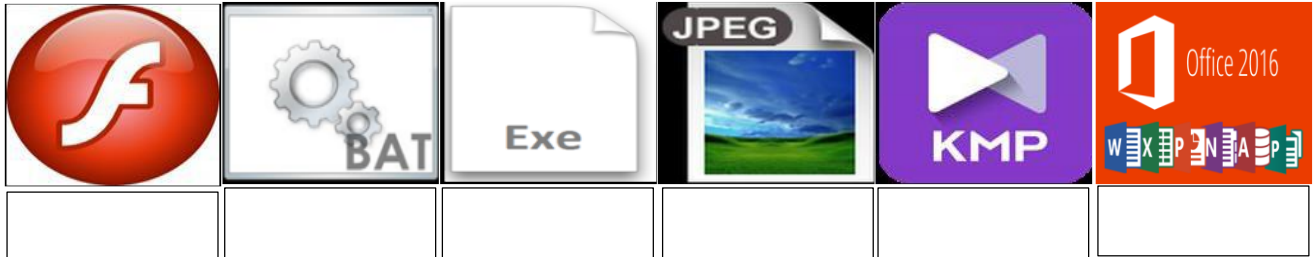 BAT
Exe
JPEG
KMP
Office 2016
W X P N A P